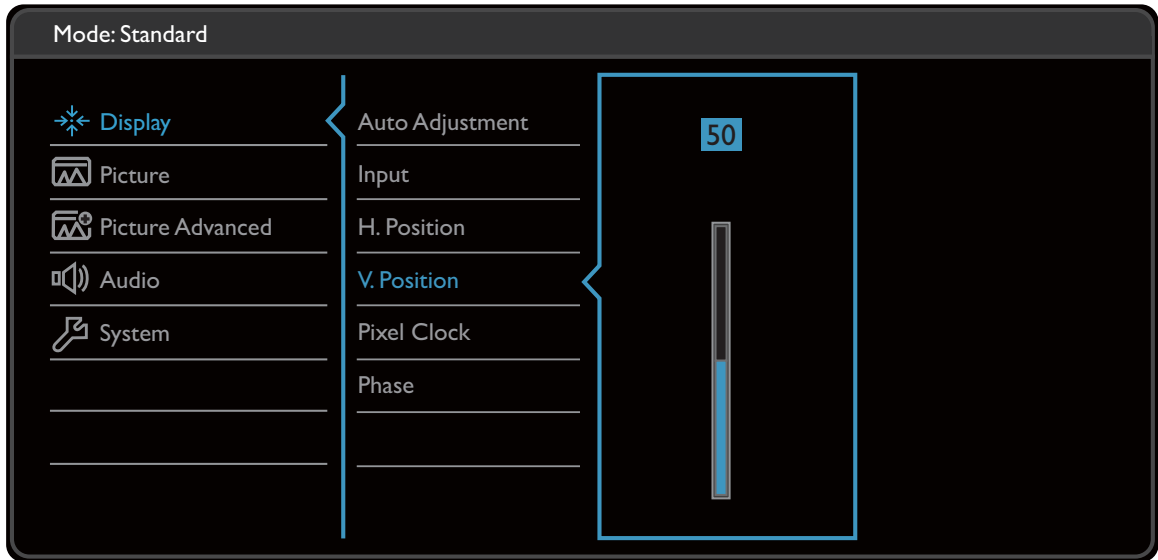 Mode: Standard
Display
Picture
Picture Advanced
Audio
System
Auto Adjustment
Input
H. Position
V. Position
Pixel Clock
Phase
50